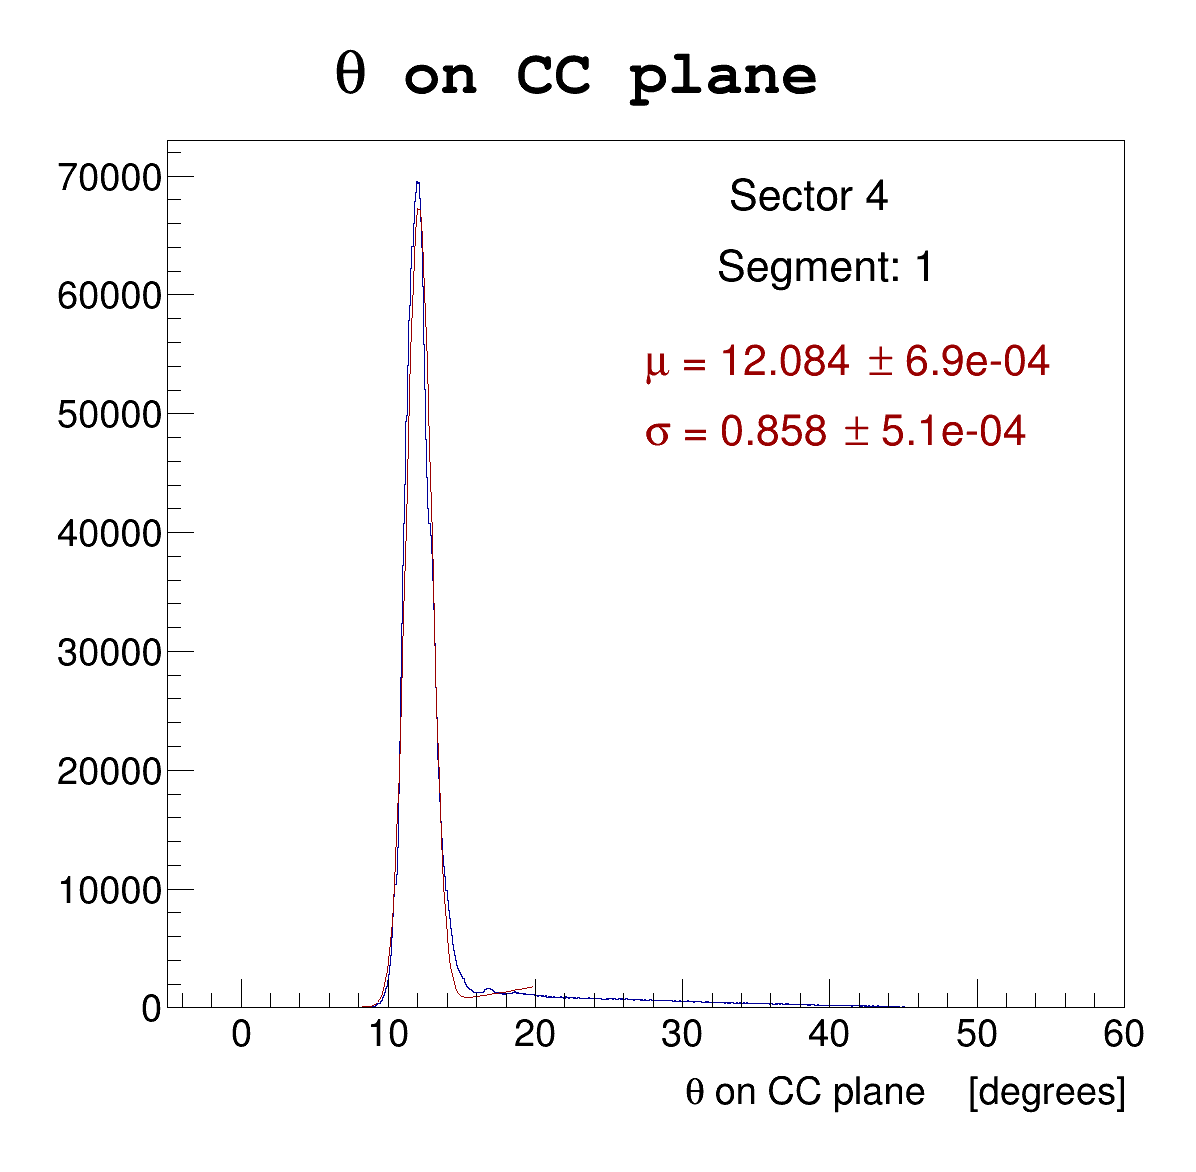 θ on CC plane
70000
60000
50000
40000
30000
20000
10000
0
Sector 4
Segment: 1
μ = 12.084 ± 6.9e-04
σ = 0.858 ± 5.1e-04
0 10 20 30 40 50 60
θ on CC plane [degrees]